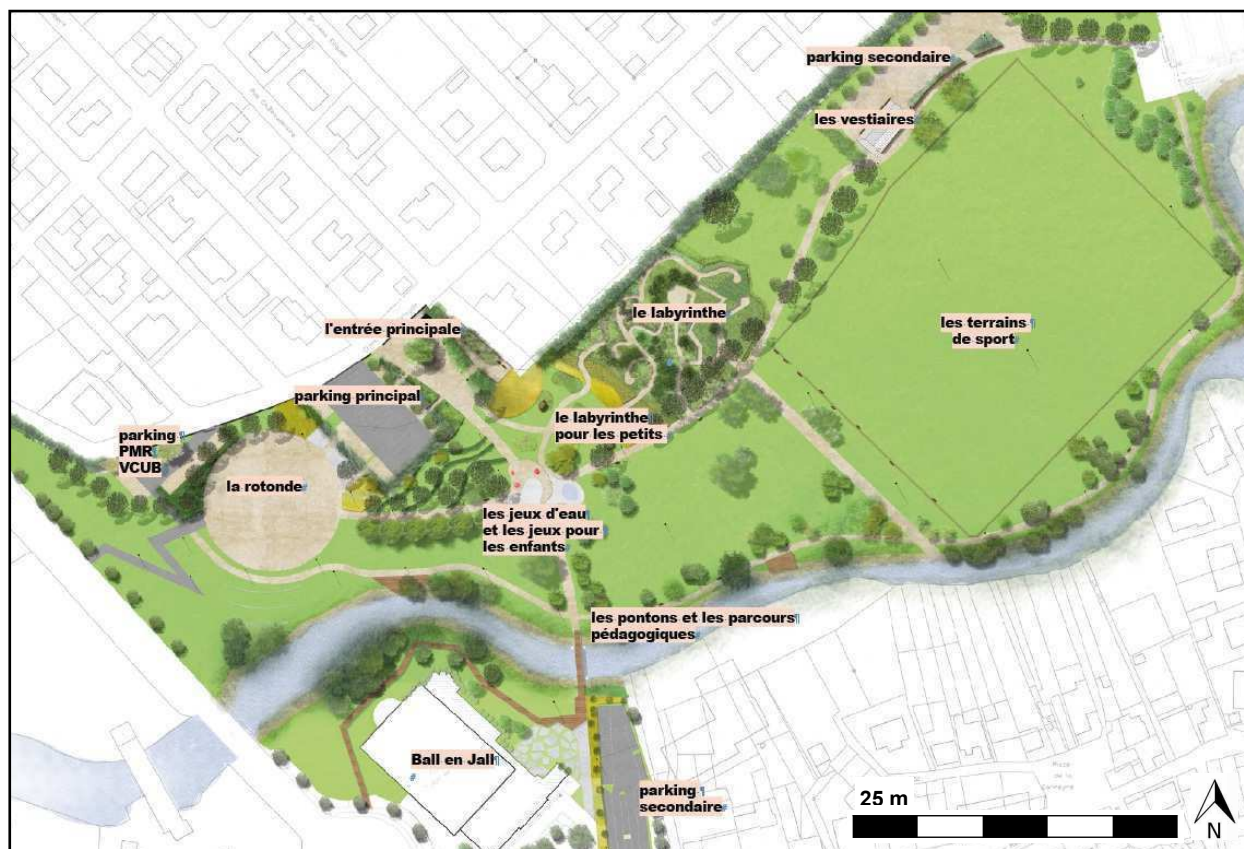 parking secondaire
les vestiaires
le labyrinthe
l'entrée principale
les terrains
de sport
parking principal
le labyrinthe
pour les petits
parking
PMR
VCUB
la rotonde
les jeux d'eau
et les jeux pour
les enfants
les pontons et les parcours
pédagogiques
Ball en Jall
parking
secondaire
25 m
N